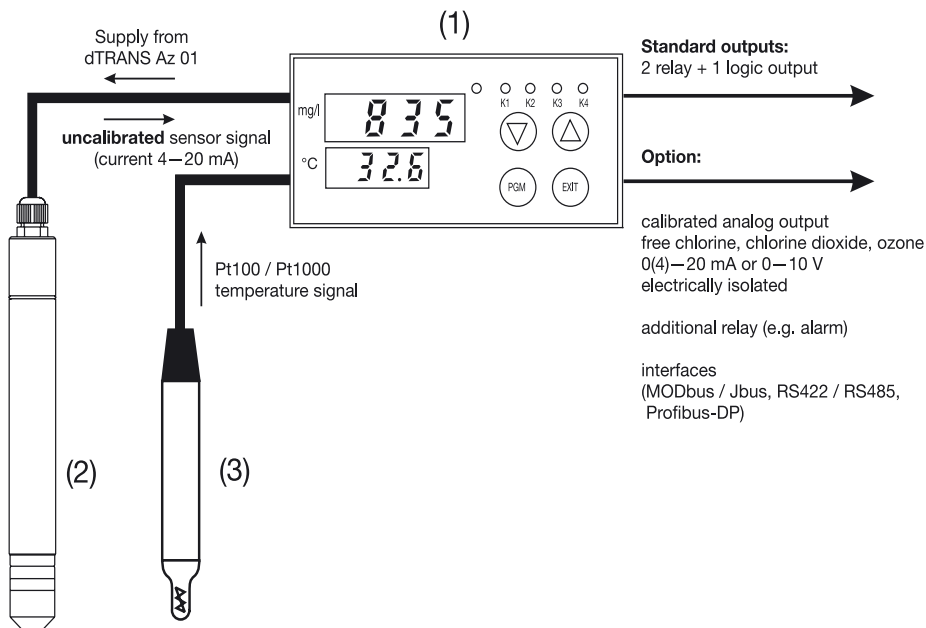 (1)
Supply from
dTRANS Az 01
uncalibrated sensor signal
(current 4—20 mA)
mg/l
835
°C
32.6
K1 K2 K3 K4
PGM
EXIT
Standard outputs:
2 relay + 1 logic output
Option:
calibrated analog output
free chlorine, chlorine dioxide, ozone
0(4)—20 mA or 0—10 V
electrically isolated
additional relay (e.g. alarm)
interfaces
(MODbus / Jbus, RS422 / RS485,
Profibus-DP)
Pt100 / Pt1000
temperature signal
(2)
(3)